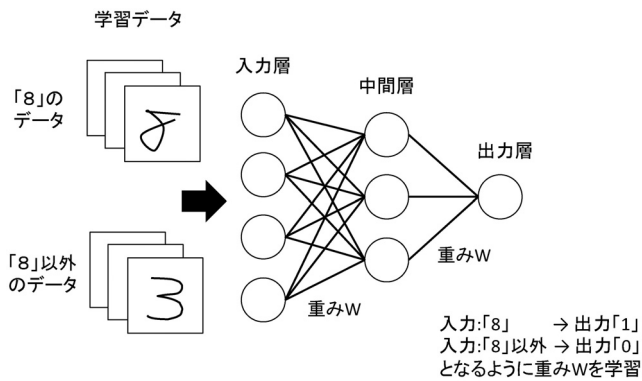 学習データ
「８」の
データ
8
「８」以外
のデータ
3
入力層
中間層
出力層
重みW
重みW
入力:「8」 → 出力「1」
入力:「8」以外 → 出力「0」
となるように重みWを学習